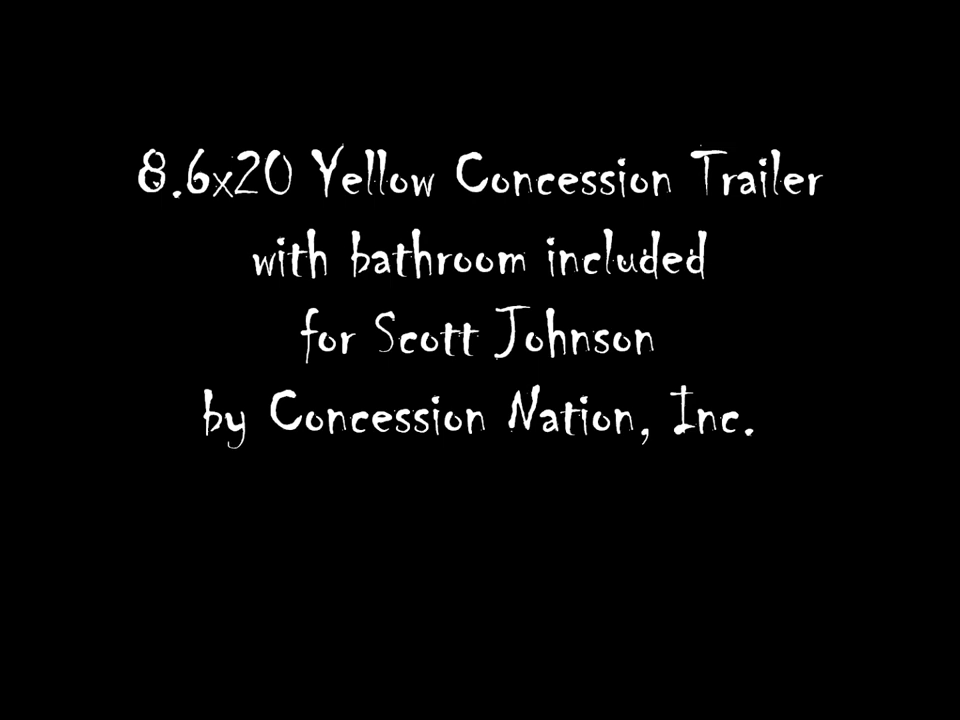 8.6x20 Yellow Concession Trailer
with bathroom included
for Scott Johnson
by Concession Nation, Inc.